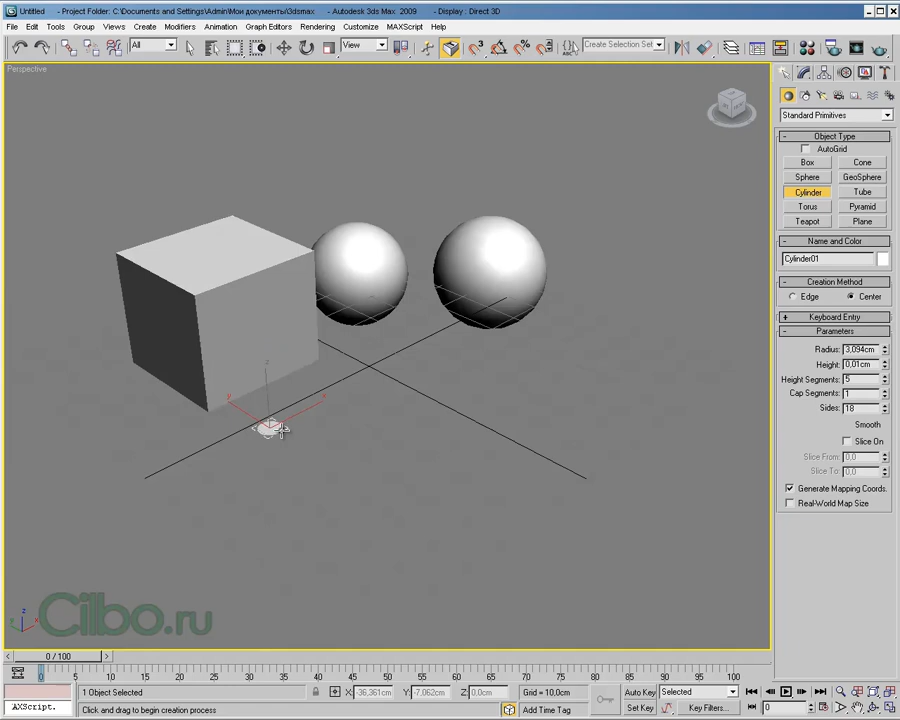 Untitled - Project Folder: C:\Documents and Settings\Admin\Мои документы\3dsmax - Autodesk 3ds Max 2009 - Display : Direct 3D
File Edit Tools Group Views Create Modifiers Animation Graph Editors Rendering Customize MAXScript Help
All View Create Selection Set
Perspective
Standard Primitives
Object Type
AutoGrid
Box Cone
Sphere GeoSphere
Cylinder Tube
Torus Pyramid
Teapot Plane
Name and Color
Cylinder01
Creation Method
Edge Center
Keyboard Entry
Parameters
Radius: 3,094cm
Height: 0,01cm
Height Segments: 5
Cap Segments: 1
Sides: 18
Smooth
Slice On
Slice From: 0,0
Slice To: 0,0
Generate Mapping Coords.
Real-World Map Size
z
y x
Cilbo.ru
z
x
0 / 100
0 5 10 15 20 25 30 35 40 45 50 55 60 65 70 75 80 85 90 95 100
1 Object Selected X: -36,361cm Y: -7,062cm Z: 0,0cm Grid = 10,0cm Auto Key Selected
AXScript. Click and drag to begin creation process Add Time Tag Set Key Key Filters... 0